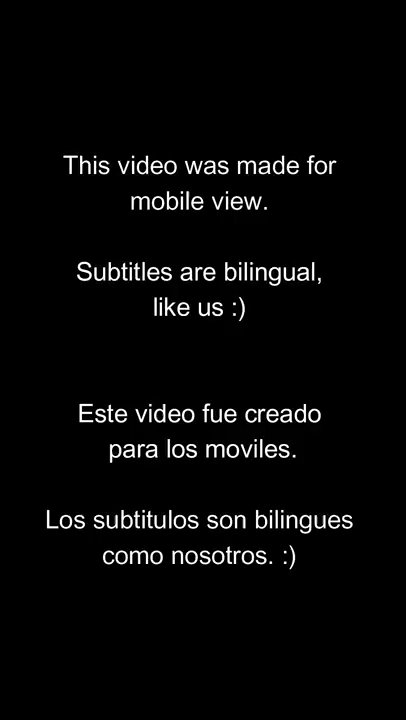 This video was made for
mobile view.
Subtitles are bilingual,
like us :)
Este video fue creado
para los moviles.
Los subtitulos son bilingues
como nosotros. :)